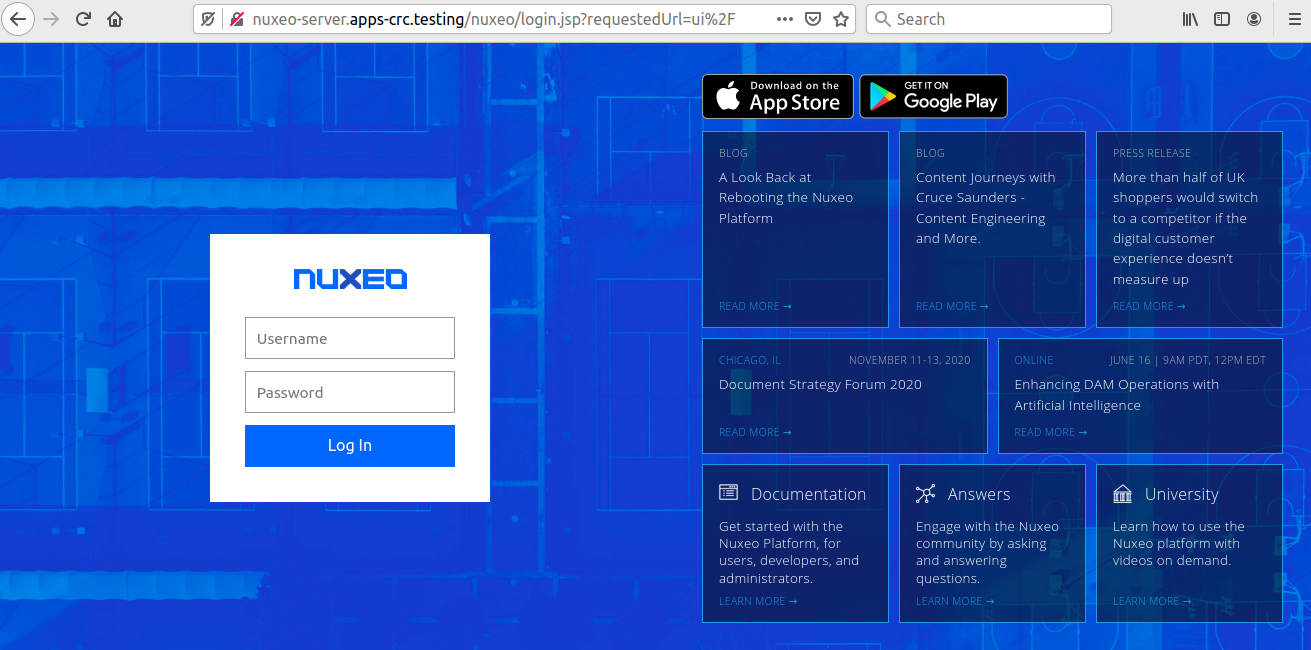 nuxeo-server.apps-crc.testing/nuxeo/login.jsp?requestedUrl=ui%2F
Search
nuxeo
Username
Password
Log In
Download on the
App Store
GET IT ON
Google Play
BLOG
A Look Back at
Rebooting the Nuxeo
Platform
READ MORE →
BLOG
Content Journeys with
Cruce Saunders -
Content Engineering
and More.
READ MORE →
PRESS RELEASE
More than half of UK
shoppers would switch
to a competitor if the
digital customer
experience doesn’t
measure up
READ MORE →
CHICAGO, IL
NOVEMBER 11-13, 2020
Document Strategy Forum 2020
READ MORE →
ONLINE
JUNE 16 | 9AM PDT, 12PM EDT
Enhancing DAM Operations with
Artificial Intelligence
READ MORE →
Documentation
Get started with the
Nuxeo Platform, for
users, developers, and
administrators.
LEARN MORE →
Answers
Engage with the Nuxeo
community by asking
and answering
questions.
LEARN MORE →
University
Learn how to use the
Nuxeo platform with
videos on demand.
LEARN MORE →